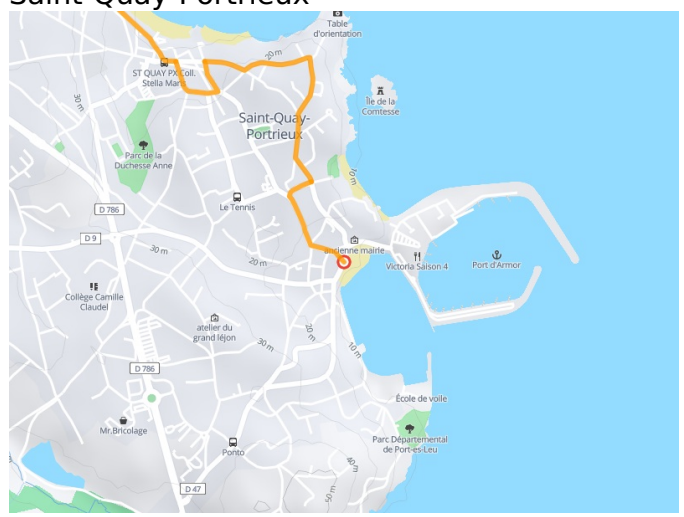 Saint-Quay-Portrieux
Table
d'orientation
20 m
ST QUAY PX Coll.
Stella Maris
30 m
Île de la
Comtesse
Saint-Quay-
Portrieux
Parc de la
Duchesse Anne
10 m
Le Tennis
D 786
D 9
30 m
ancienne mairie
20 m
Victoria Saison 4
Port d'Armor
Collège Camille
Claudel
atelier du
grand léjon
20 m
30 m
10 m
D 786
École de voile
Mr.Bricolage
Parc Départemental
de Port-es-Leu
Ponto
40 m
D 47
50 m